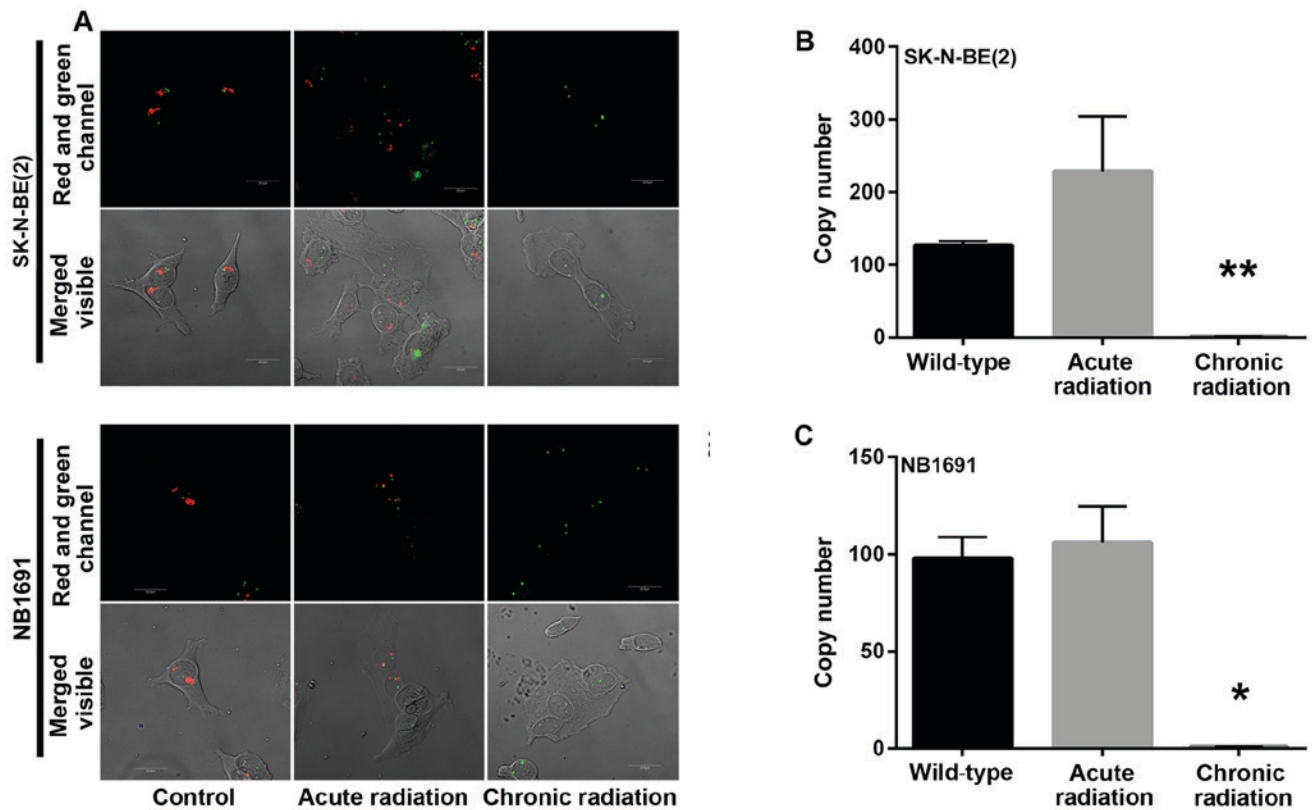 A
SK-N-BE(2)
Red and green
channel
Merged
visible
NB1691
Red and green
channel
Merged
visible
Control
Acute radiation
Chronic radiation
B
SK-N-BE(2)
Copy number
400
300
200
100
0
**
Wild-type
Acute
radiation
Chronic
radiation
C
NB1691
Copy number
150
100
50
0
*
Wild-type
Acute
radiation
Chronic
radiation